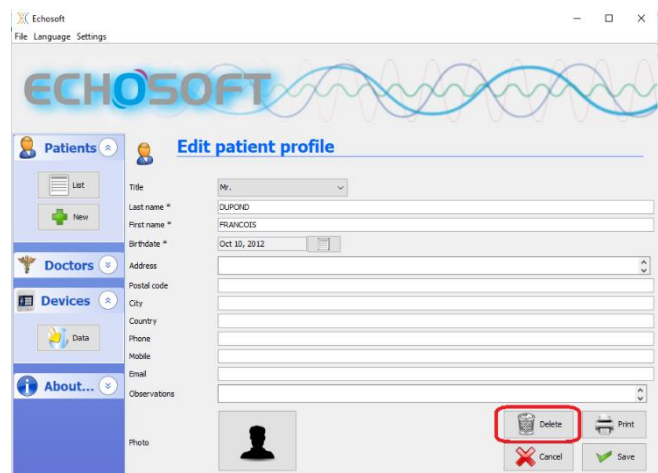 Echosoft
File Language Settings
ECHOSOFT
Patients
List
New
Doctors
Devices
Data
About...
Edit patient profile
Title Mr.
Last name * DUPOND
First name * FRANCOIS
Birthdate * Oct 10, 2012
Address
Postal code
City
Country
Phone
Mobile
Email
Observations
Photo
Delete Print
Cancel Save